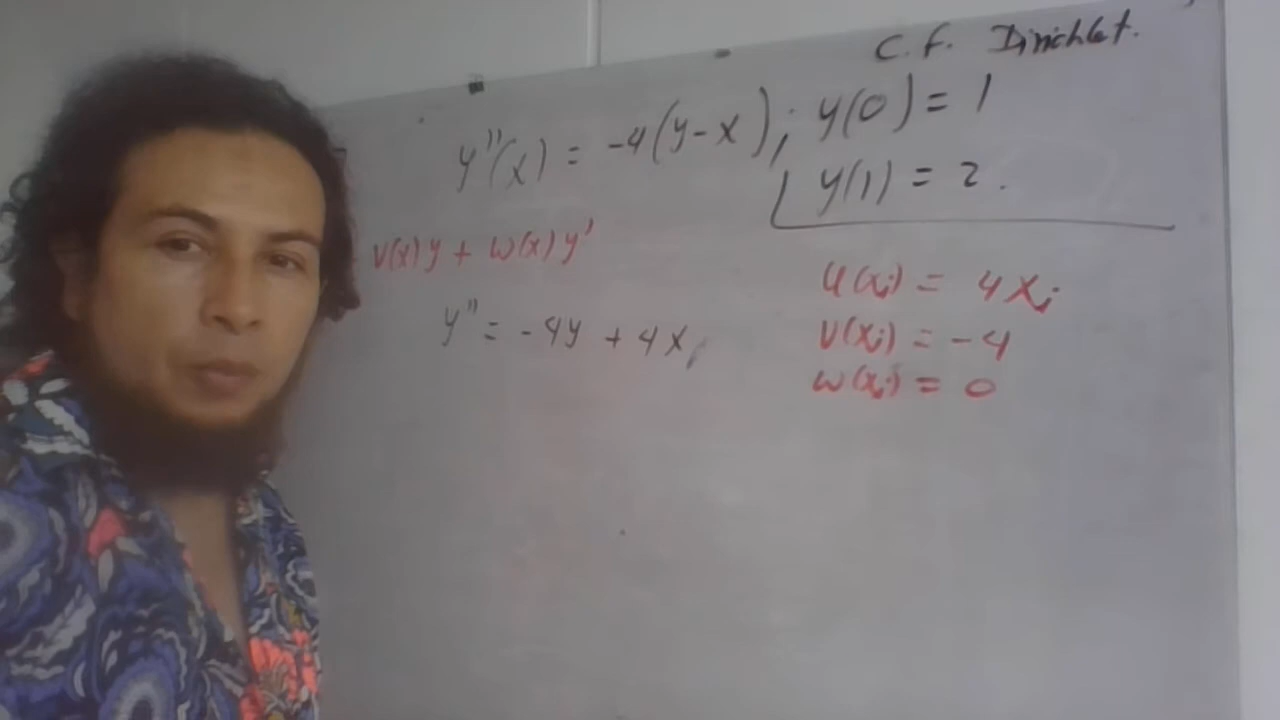 C.F. Dirichlet.
y''(x) = -4(y-x); y(0) = 1
y(1) = 2.
v(x)y + w(x)y'
y'' = -4y + 4x,
u(xi) = 4xi
v(xi) = -4
w(xi) = 0